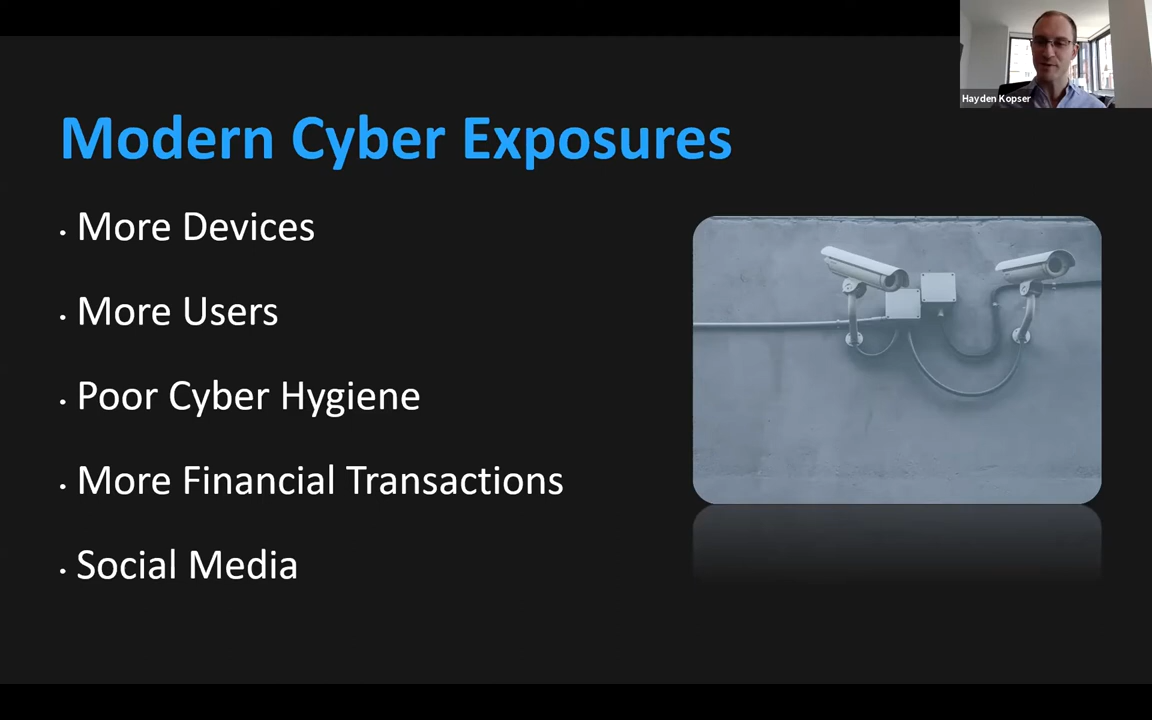 Hayden Kopser
Modern Cyber Exposures
• More Devices
• More Users
• Poor Cyber Hygiene
• More Financial Transactions
• Social Media